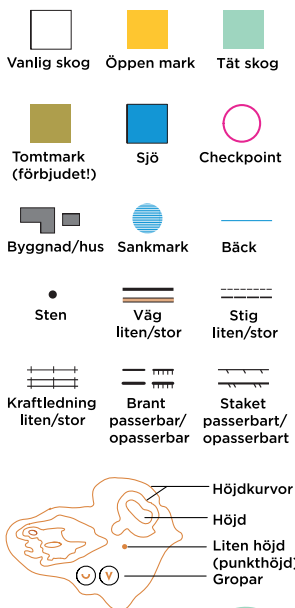 Vanlig skog
Öppen mark
Tät skog
Tomtmark
(förbjudet!)
Sjö
Checkpoint
Byggnad/hus
Sankmark
Bäck
Sten
Väg
liten/stor
Stig
liten/stor
Kraftledning
liten/stor
Brant
passerbar/
opasserbar
Staket
passerbart/
opasserbart
Höjdkurvor
Höjd
Liten höjd
(punkthöjd)
Gropar